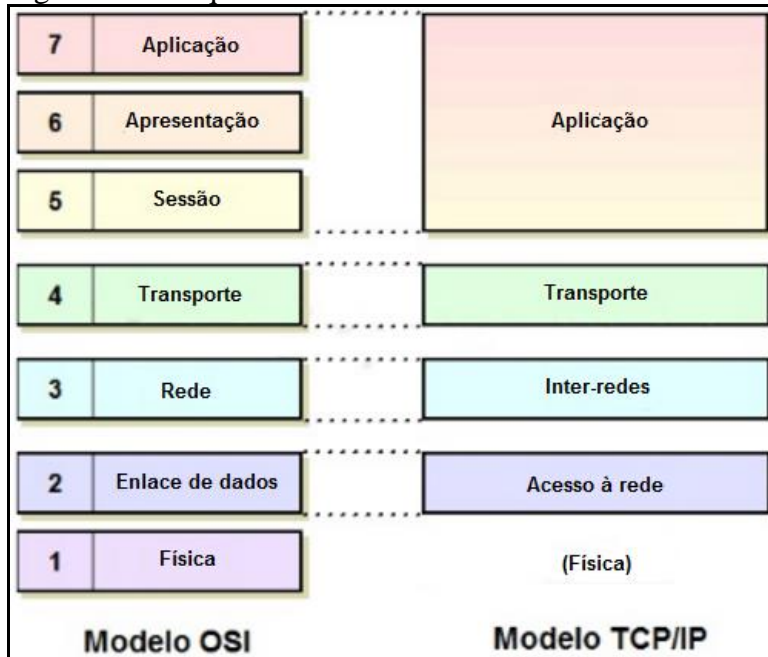 7 Aplicação
6 Apresentação
Aplicação
5 Sessão
4 Transporte
Transporte
3 Rede
Inter-redes
2 Enlace de dados
Acesso à rede
1 Física
(Física)
Modelo OSI
Modelo TCP/IP